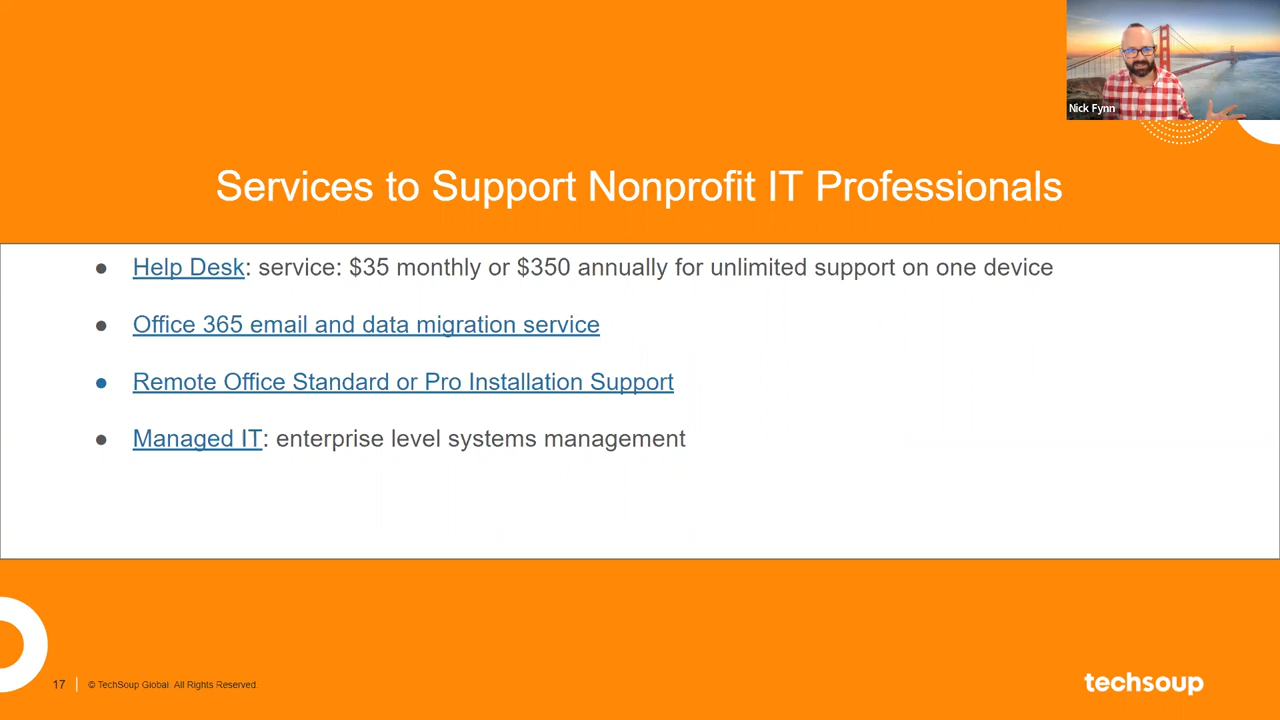 Nick Fynn
Services to Support Nonprofit IT Professionals
● Help Desk: service: $35 monthly or $350 annually for unlimited support on one device
● Office 365 email and data migration service
● Remote Office Standard or Pro Installation Support
● Managed IT: enterprise level systems management
17
© TechSoup Global. All Rights Reserved.
techsoup